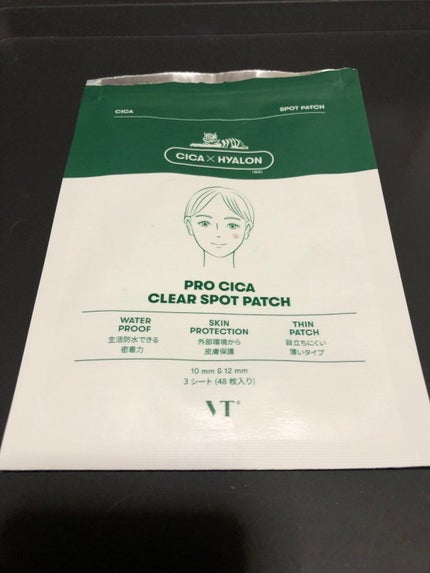 CICA
SPOT PATCH
CICA × HYALON
PRO CICA
CLEAR SPOT PATCH
WATER
PROOF
生活防水できる
密着力
SKIN
PROTECTION
外部環境から
皮膚保護
THIN
PATCH
目立ちにくい
薄いタイプ
10 mm & 12 mm
3 シート (48 枚入り)
VT®